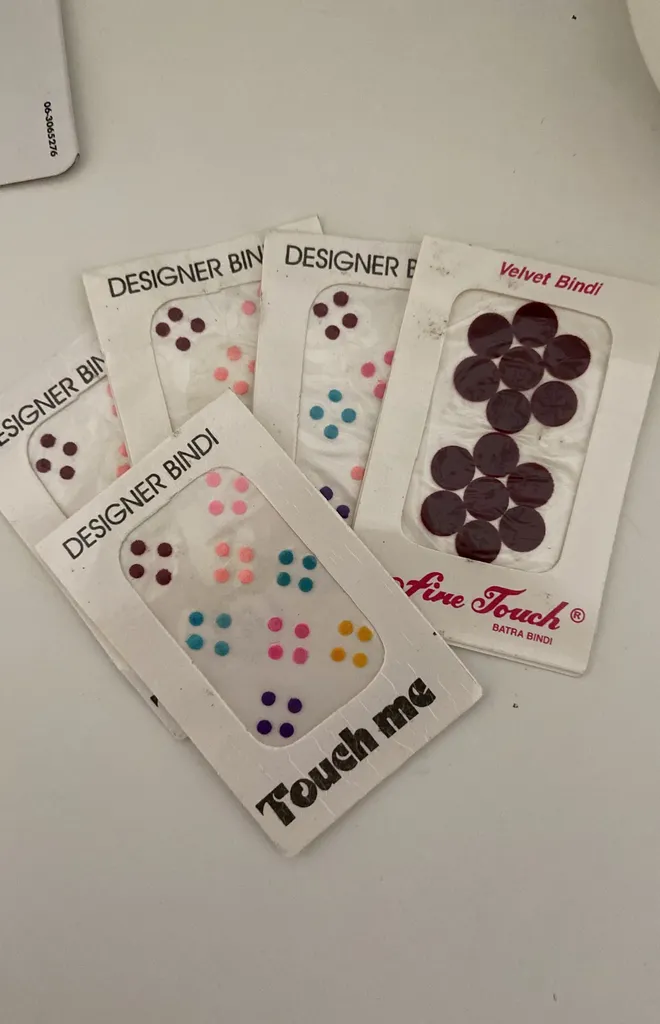 06-3065276
DESIGNER BIN
DESIGNER B
Velvet Bindi
ESIGNER BIN
DESIGNER BINDI
fine Touch ®
BATRA BINDI
Touch me